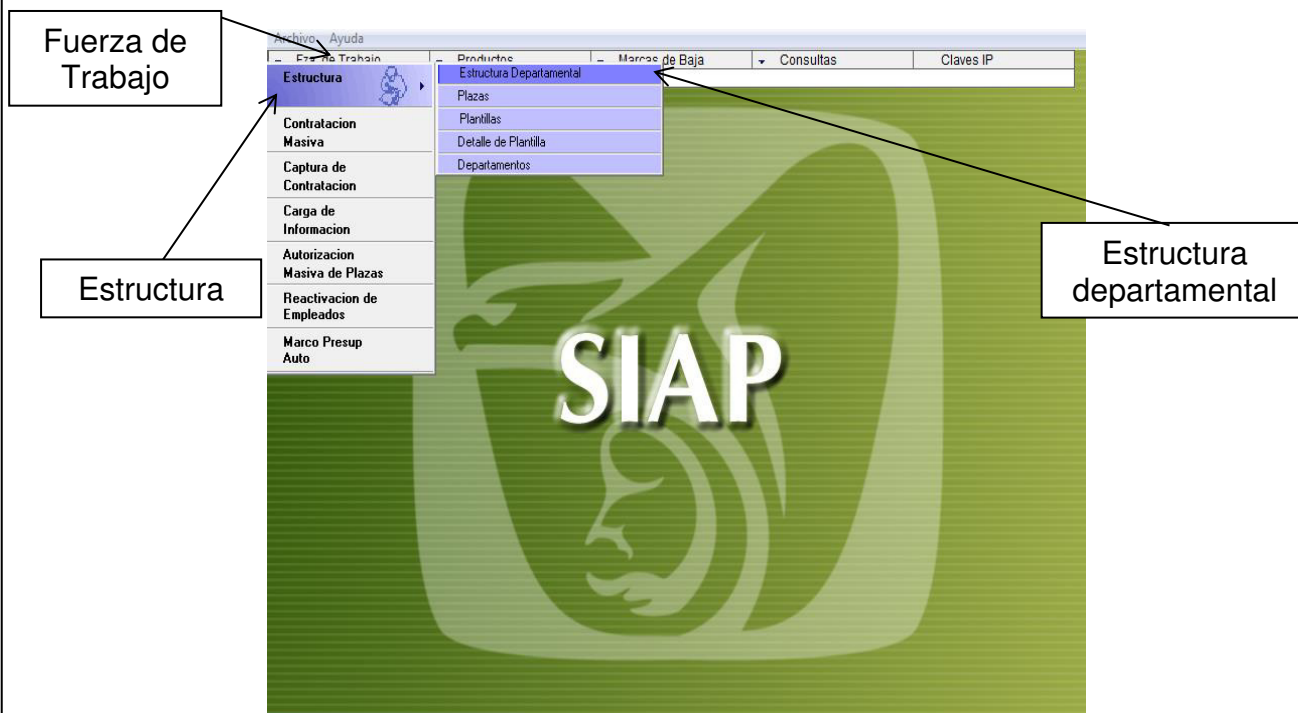 Fuerza de
Trabajo
Archivo Ayuda
Fza. de Trabajo Productos Marcas de Baja Consultas Claves IP
Estructura
Estructura Departamental
Plazas
Plantillas
Detalle de Plantilla
Departamentos
Contratacion
Masiva
Captura de
Contratacion
Carga de
Informacion
Autorizacion
Masiva de Plazas
Reactivacion de
Empleados
Marco Presup
Auto
Estructura
Estructura
departamental
SIAP